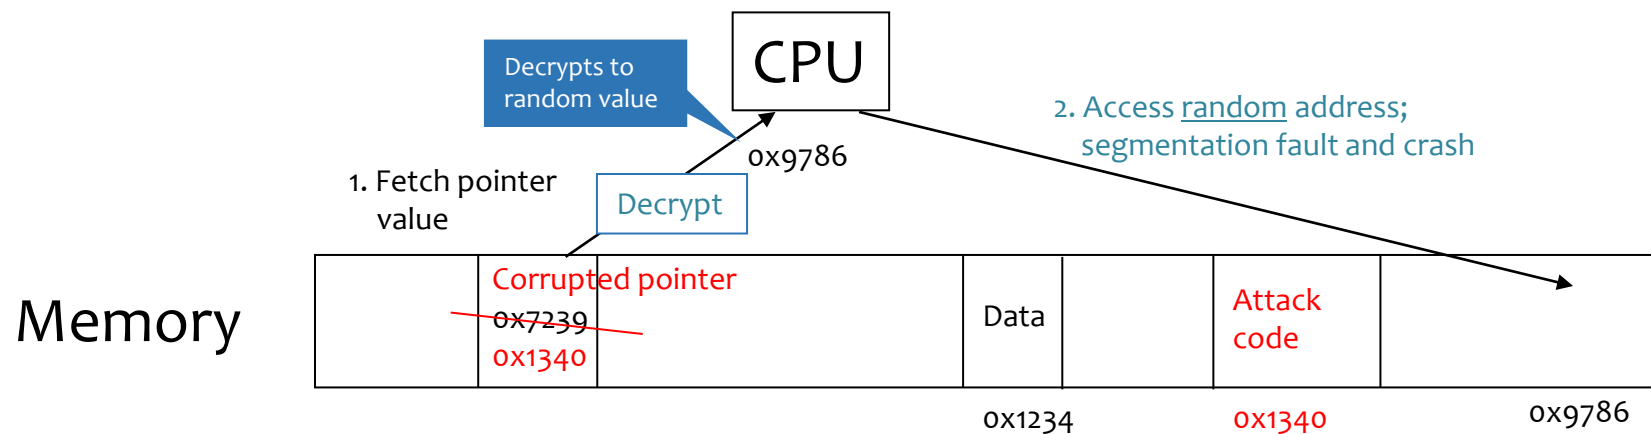 CPU
Decrypts to
random value
2. Access random address;
segmentation fault and crash
0x9786
1. Fetch pointer
value
Decrypt
Memory
Corrupted pointer
0x7239
0x1340
Data
Attack
code
0x1234
0x1340
0x9786